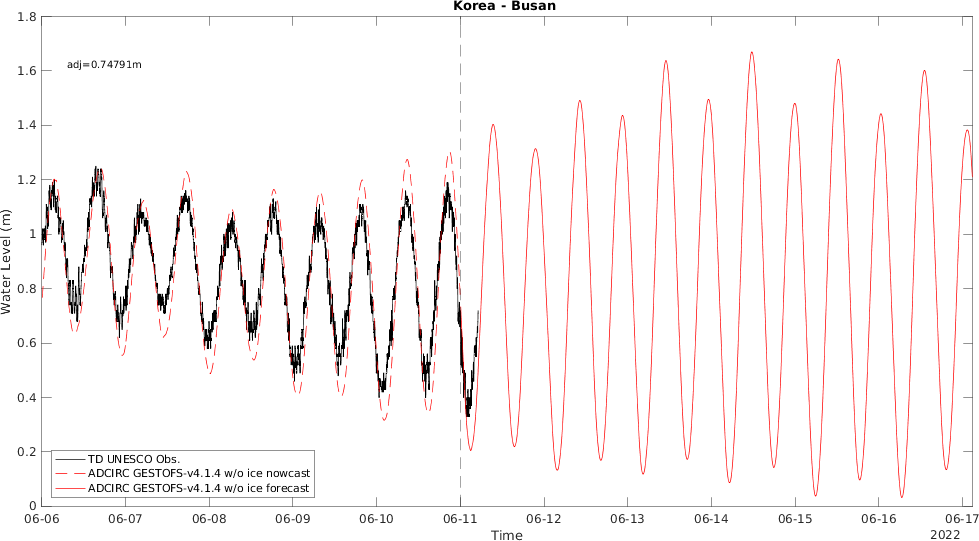 Korea - Busan
adj=0.74791m
Water Level (m)
1.8
1.6
1.4
1.2
1
0.8
0.6
0.4
0.2
0
TD UNESCO Obs.
ADCIRC GESTOFS-v4.1.4 w/o ice nowcast
ADCIRC GESTOFS-v4.1.4 w/o ice forecast
06-06 06-07 06-08 06-09 06-10 06-11 06-12 06-13 06-14 06-15 06-16 06-17
Time
2022